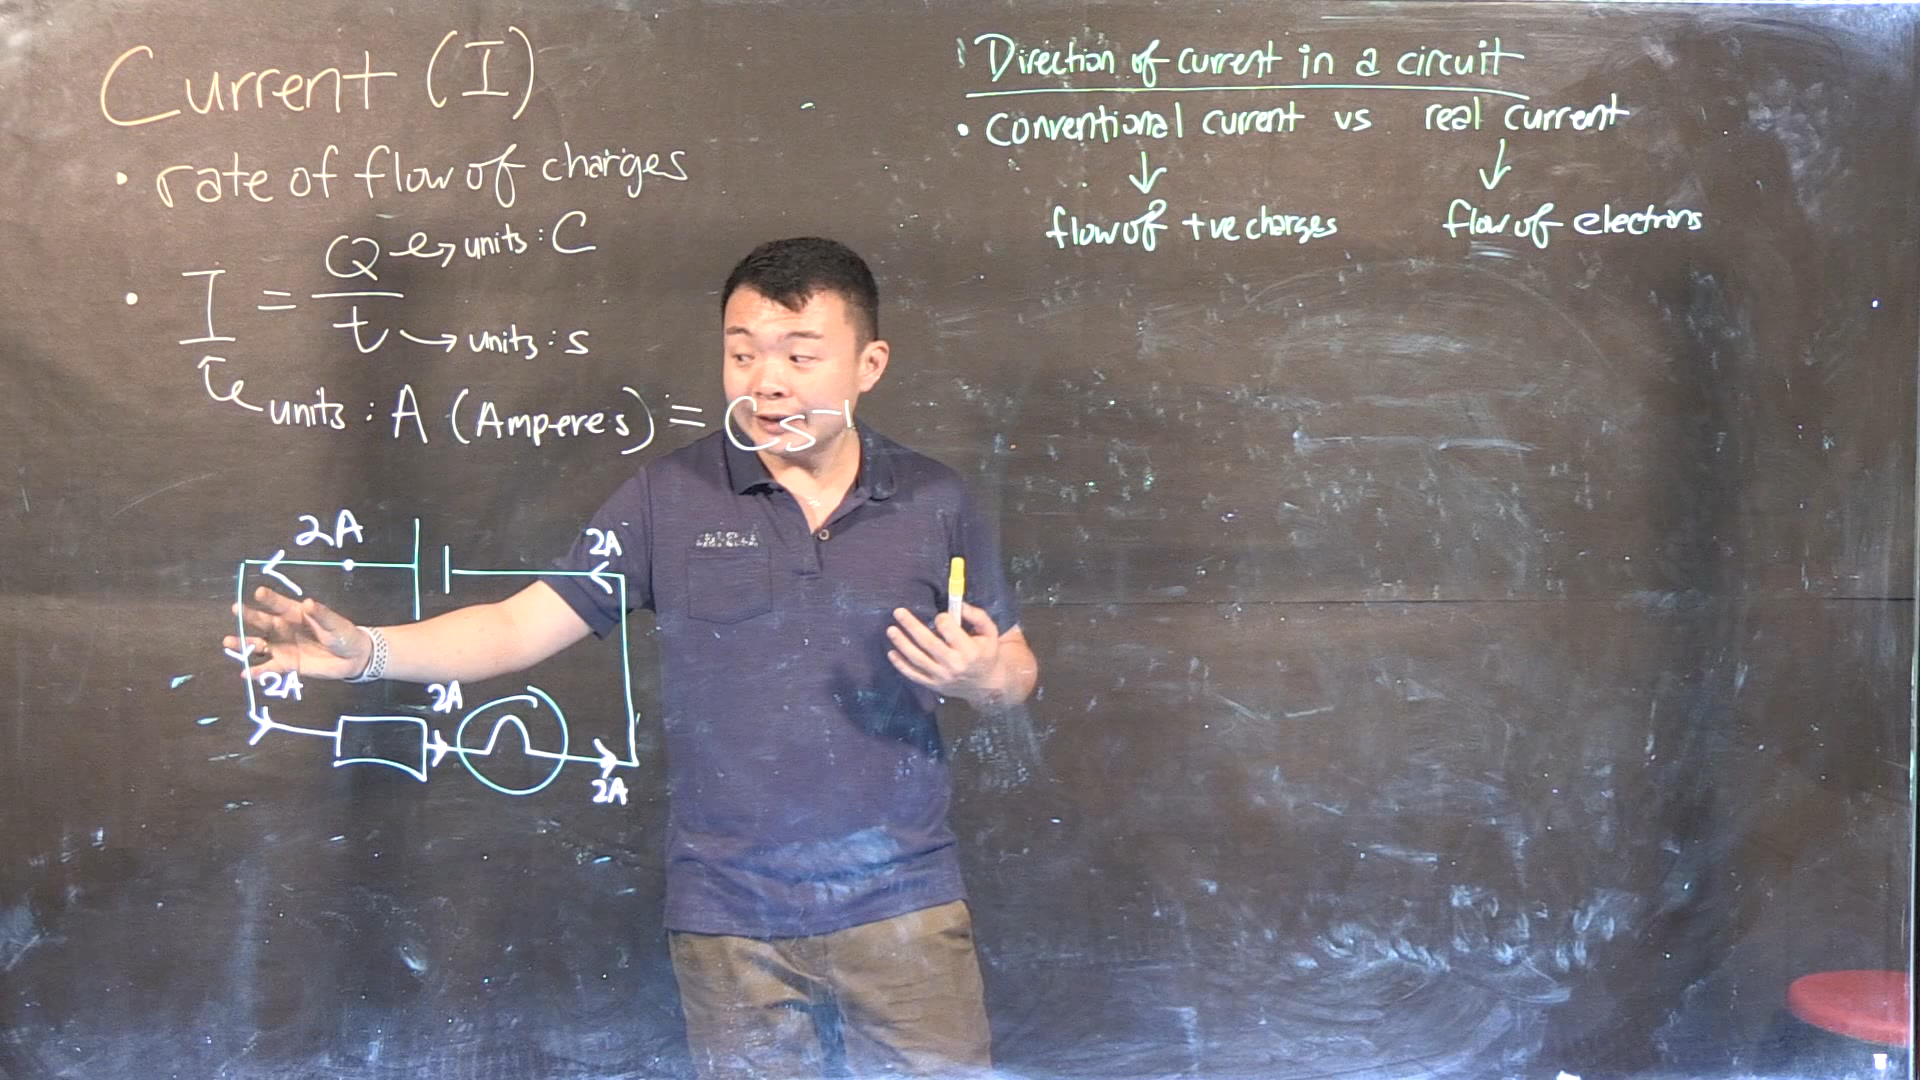 Current (I)
• rate of flow of charges
• I = Q/t
units : C
units : s
units : A (Amperes) = Cs⁻¹
2A
2A
2A
2A
2A
Direction of current in a circuit
• Conventional current vs real current
flow of +ve charges
flow of electrons